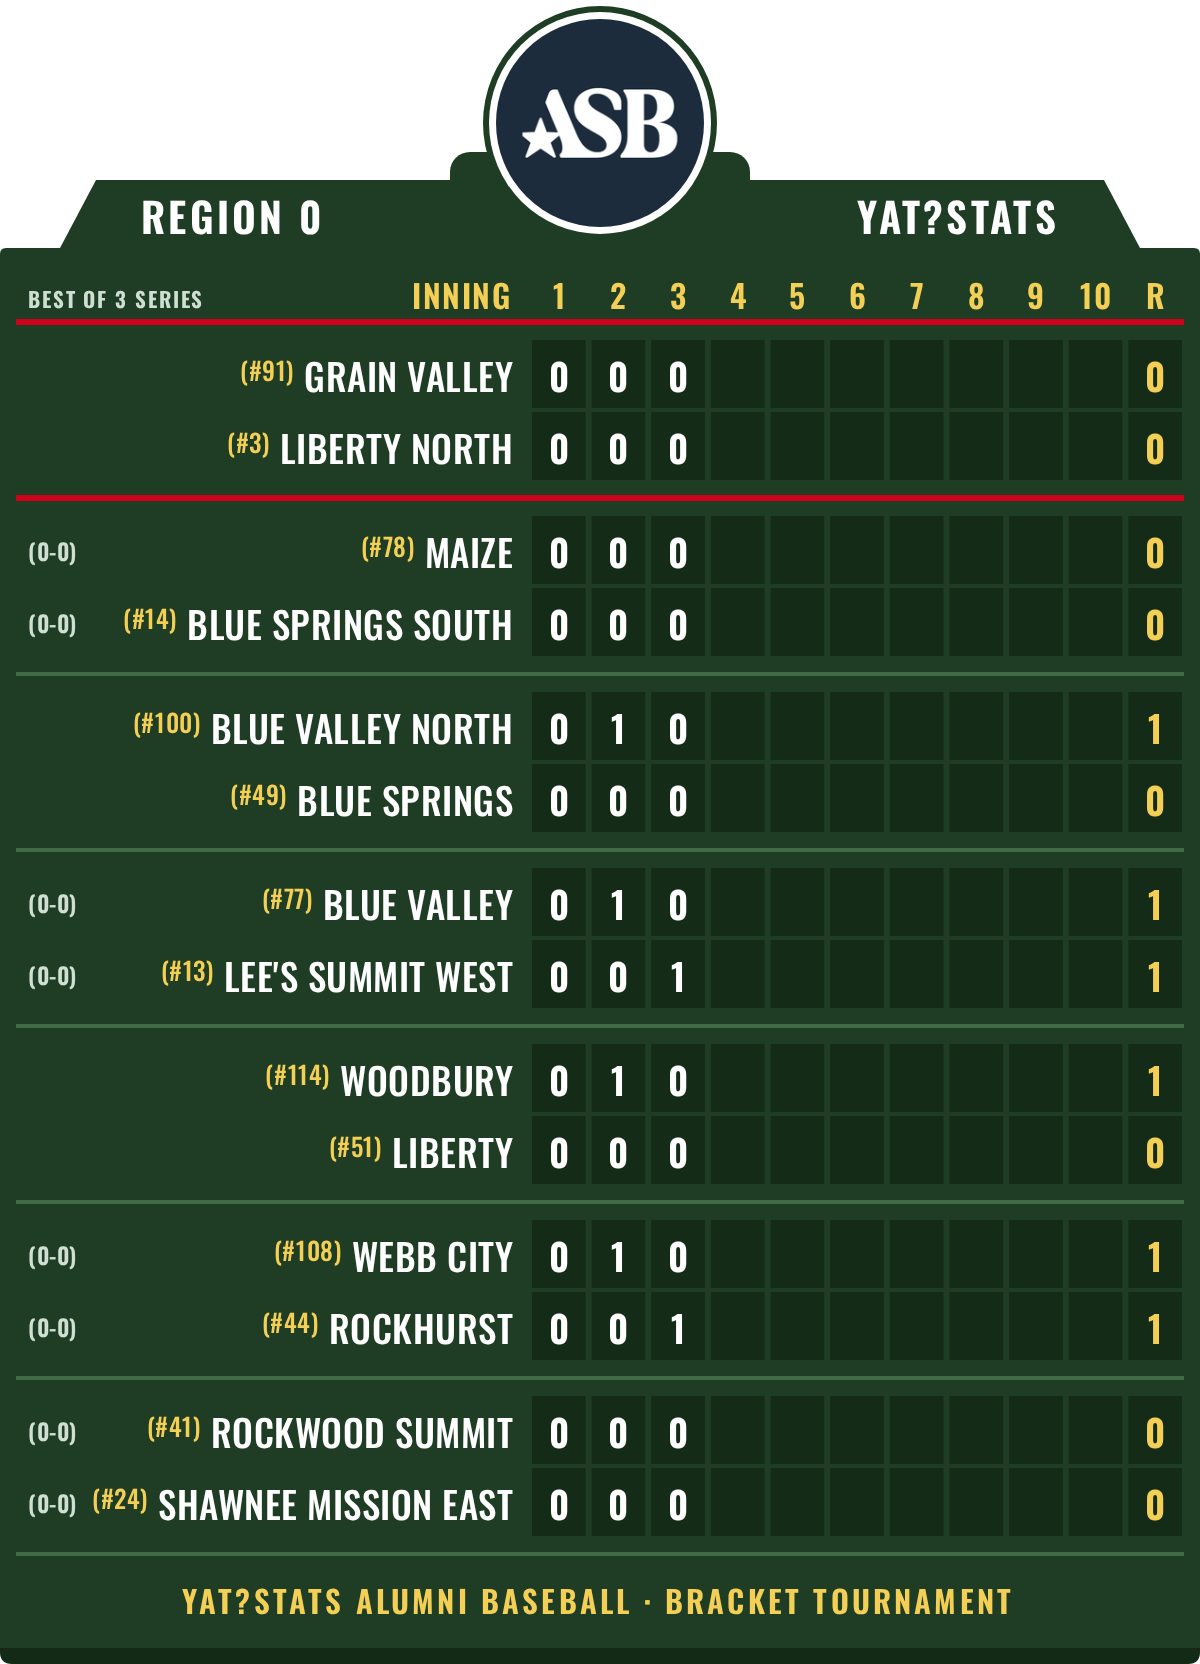 ASB
REGION 0 YAT?STATS
BEST OF 3 SERIES INNING 1 2 3 4 5 6 7 8 9 10 R
(#91) GRAIN VALLEY 0 0 0 0
(#3) LIBERTY NORTH 0 0 0 0
(0-0) (#78) MAIZE 0 0 0 0
(0-0) (#14) BLUE SPRINGS SOUTH 0 0 0 0
(#100) BLUE VALLEY NORTH 0 1 0 1
(#49) BLUE SPRINGS 0 0 0 0
(0-0) (#77) BLUE VALLEY 0 1 0 1
(0-0) (#13) LEE'S SUMMIT WEST 0 0 1 1
(#114) WOODBURY 0 1 0 1
(#51) LIBERTY 0 0 0 0
(0-0) (#108) WEBB CITY 0 1 0 1
(0-0) (#44) ROCKHURST 0 0 1 1
(0-0) (#41) ROCKWOOD SUMMIT 0 0 0 0
(0-0) (#24) SHAWNEE MISSION EAST 0 0 0 0
YAT?STATS ALUMNI BASEBALL · BRACKET TOURNAMENT